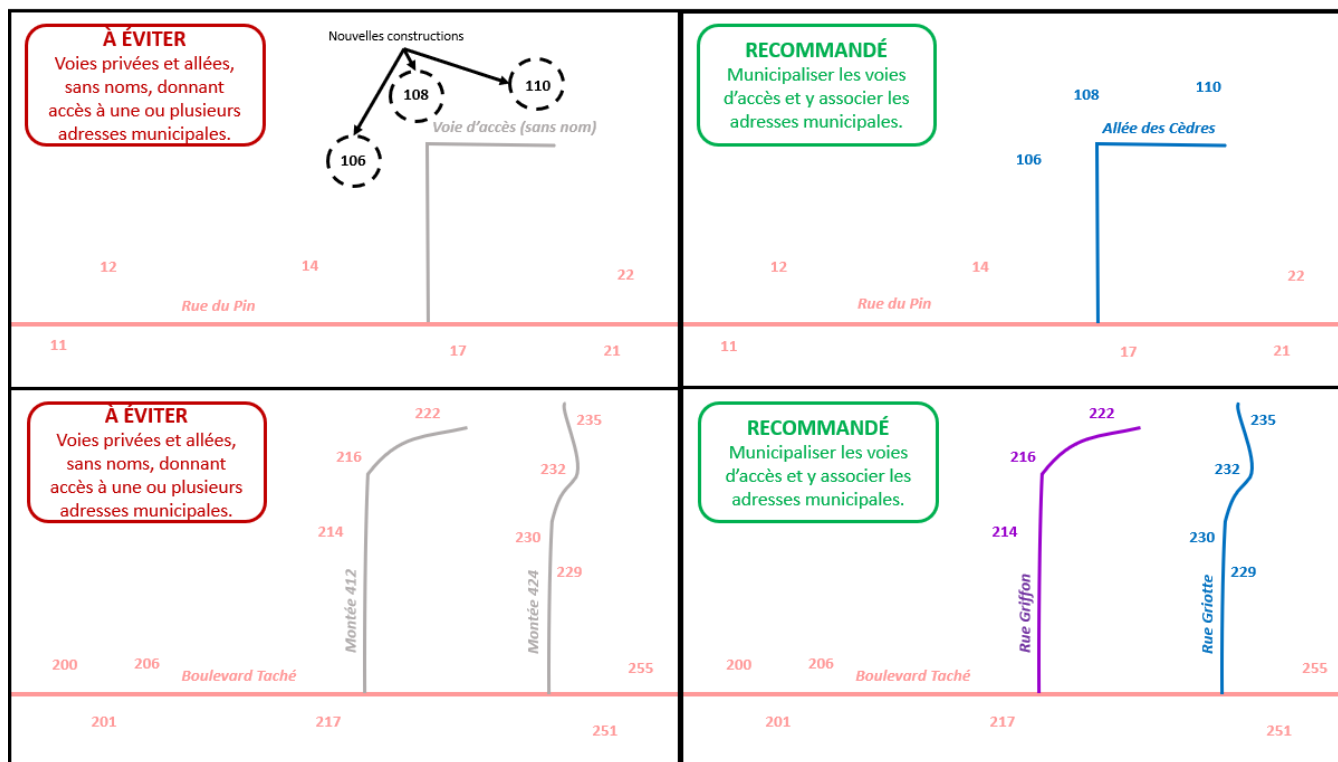 À ÉVITER
Voies privées et allées,
sans noms, donnant
accès à une ou plusieurs
adresses municipales.
Nouvelles constructions
110
108
Voie d'accès (sans nom)
106
12
14
22
Rue du Pin
11
17
21
RECOMMANDÉ
Municipaliser les voies
d'accès et y associer les
adresses municipales.
108
110
Allée des Cèdres
106
12
14
22
Rue du Pin
11
17
21
À ÉVITER
Voies privées et allées,
sans noms, donnant
accès à une ou plusieurs
adresses municipales.
222
235
216
232
214
230
229
Montée 412
Montée 424
200
206
Boulevard Taché
255
201
217
251
RECOMMANDÉ
Municipaliser les voies
d'accès et y associer les
adresses municipales.
222
235
216
232
214
230
229
Rue Griffon
Rue Griotte
200
206
Boulevard Taché
255
201
217
251